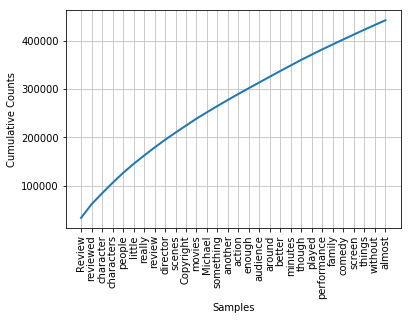 400000
300000
200000
100000
Cumulative Counts
Review
reviewed
character
characters
people
little
really
review
director
scenes
Copyright
movies
Michael
something
another
action
enough
audience
around
better
minutes
though
played
performance
family
comedy
screen
things
without
almost
Samples